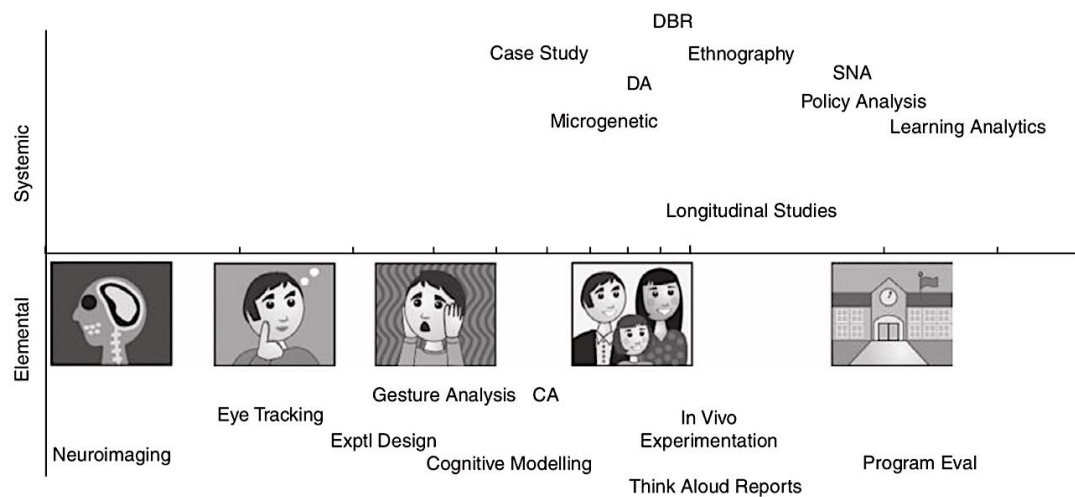 DBR
Case Study
Ethnography
SNA
DA
Policy Analysis
Microgenetic
Learning Analytics
Systemic
Longitudinal Studies
Elemental
Gesture Analysis
CA
Eye Tracking
In Vivo
Exptl Design
Experimentation
Neuroimaging
Cognitive Modelling
Program Eval
Think Aloud Reports